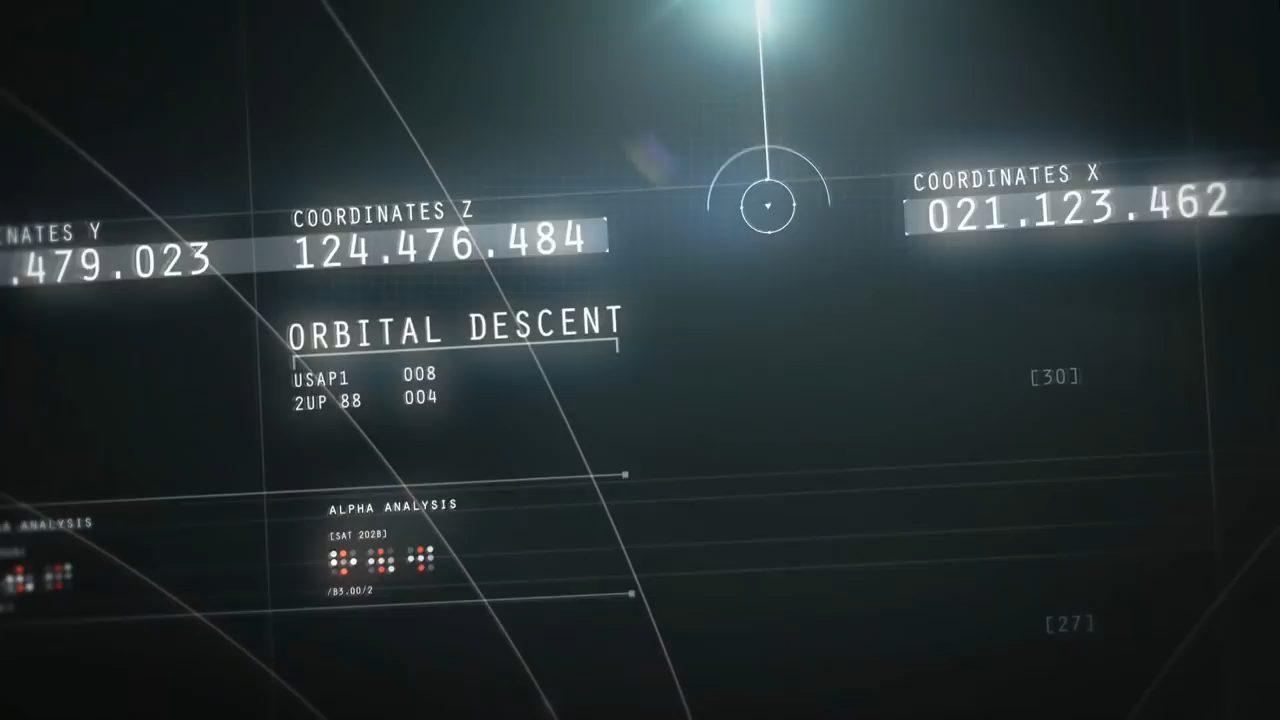 COORDINATES X
021.123.462
COORDINATES Z
124.476.484
NATES Y
.479.023
ORBITAL DESCENT
USAP1 008
2UP 88 004
[30]
ALPHA ANALYSIS
[SAT 202B]
/B3.00/2
ANALYSIS
[27]